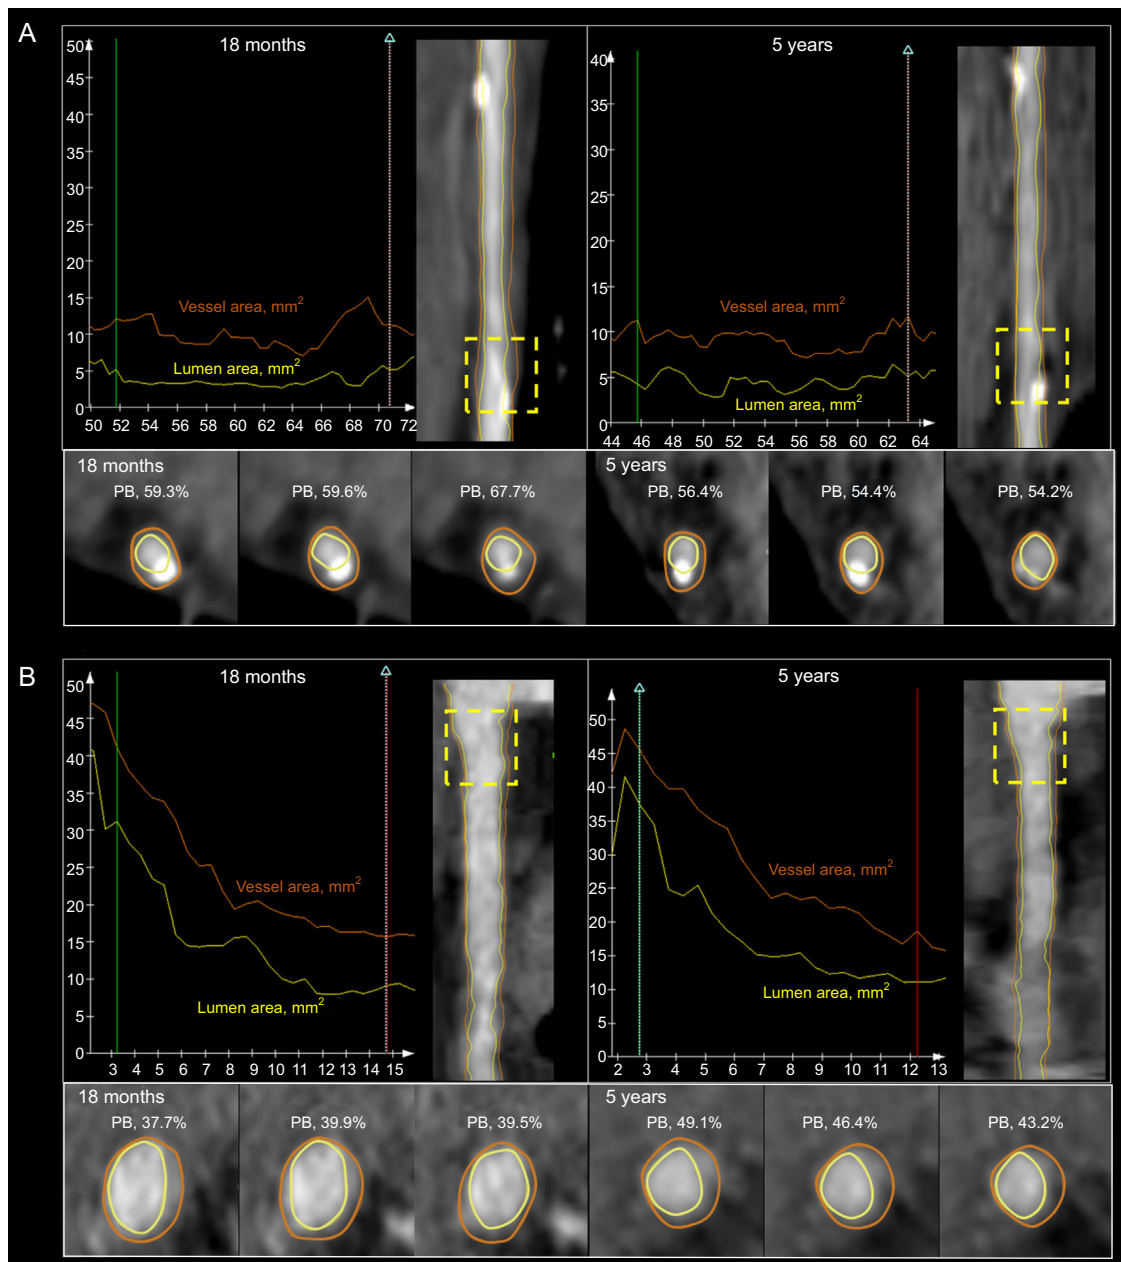 A
18 months
5 years
50
45
40
35
30
25
20
15
10
5
0
Vessel area, mm²
Lumen area, mm²
50 52 54 56 58 60 62 64 66 68 70 72
40
35
30
25
20
15
10
5
0
Vessel area, mm²
Lumen area, mm²
44 46 48 50 52 54 56 58 60 62 64
18 months
5 years
PB, 59.3%
PB, 59.6%
PB, 67.7%
PB, 56.4%
PB, 54.4%
PB, 54.2%
B
18 months
5 years
50
45
40
35
30
25
20
15
10
5
0
Vessel area, mm²
Lumen area, mm²
3 4 5 6 7 8 9 10 11 12 13 14 15
50
45
40
35
30
25
20
15
10
5
0
Vessel area, mm²
Lumen area, mm²
2 3 4 5 6 7 8 9 10 11 12 13
18 months
5 years
PB, 37.7%
PB, 39.9%
PB, 39.5%
PB, 49.1%
PB, 46.4%
PB, 43.2%